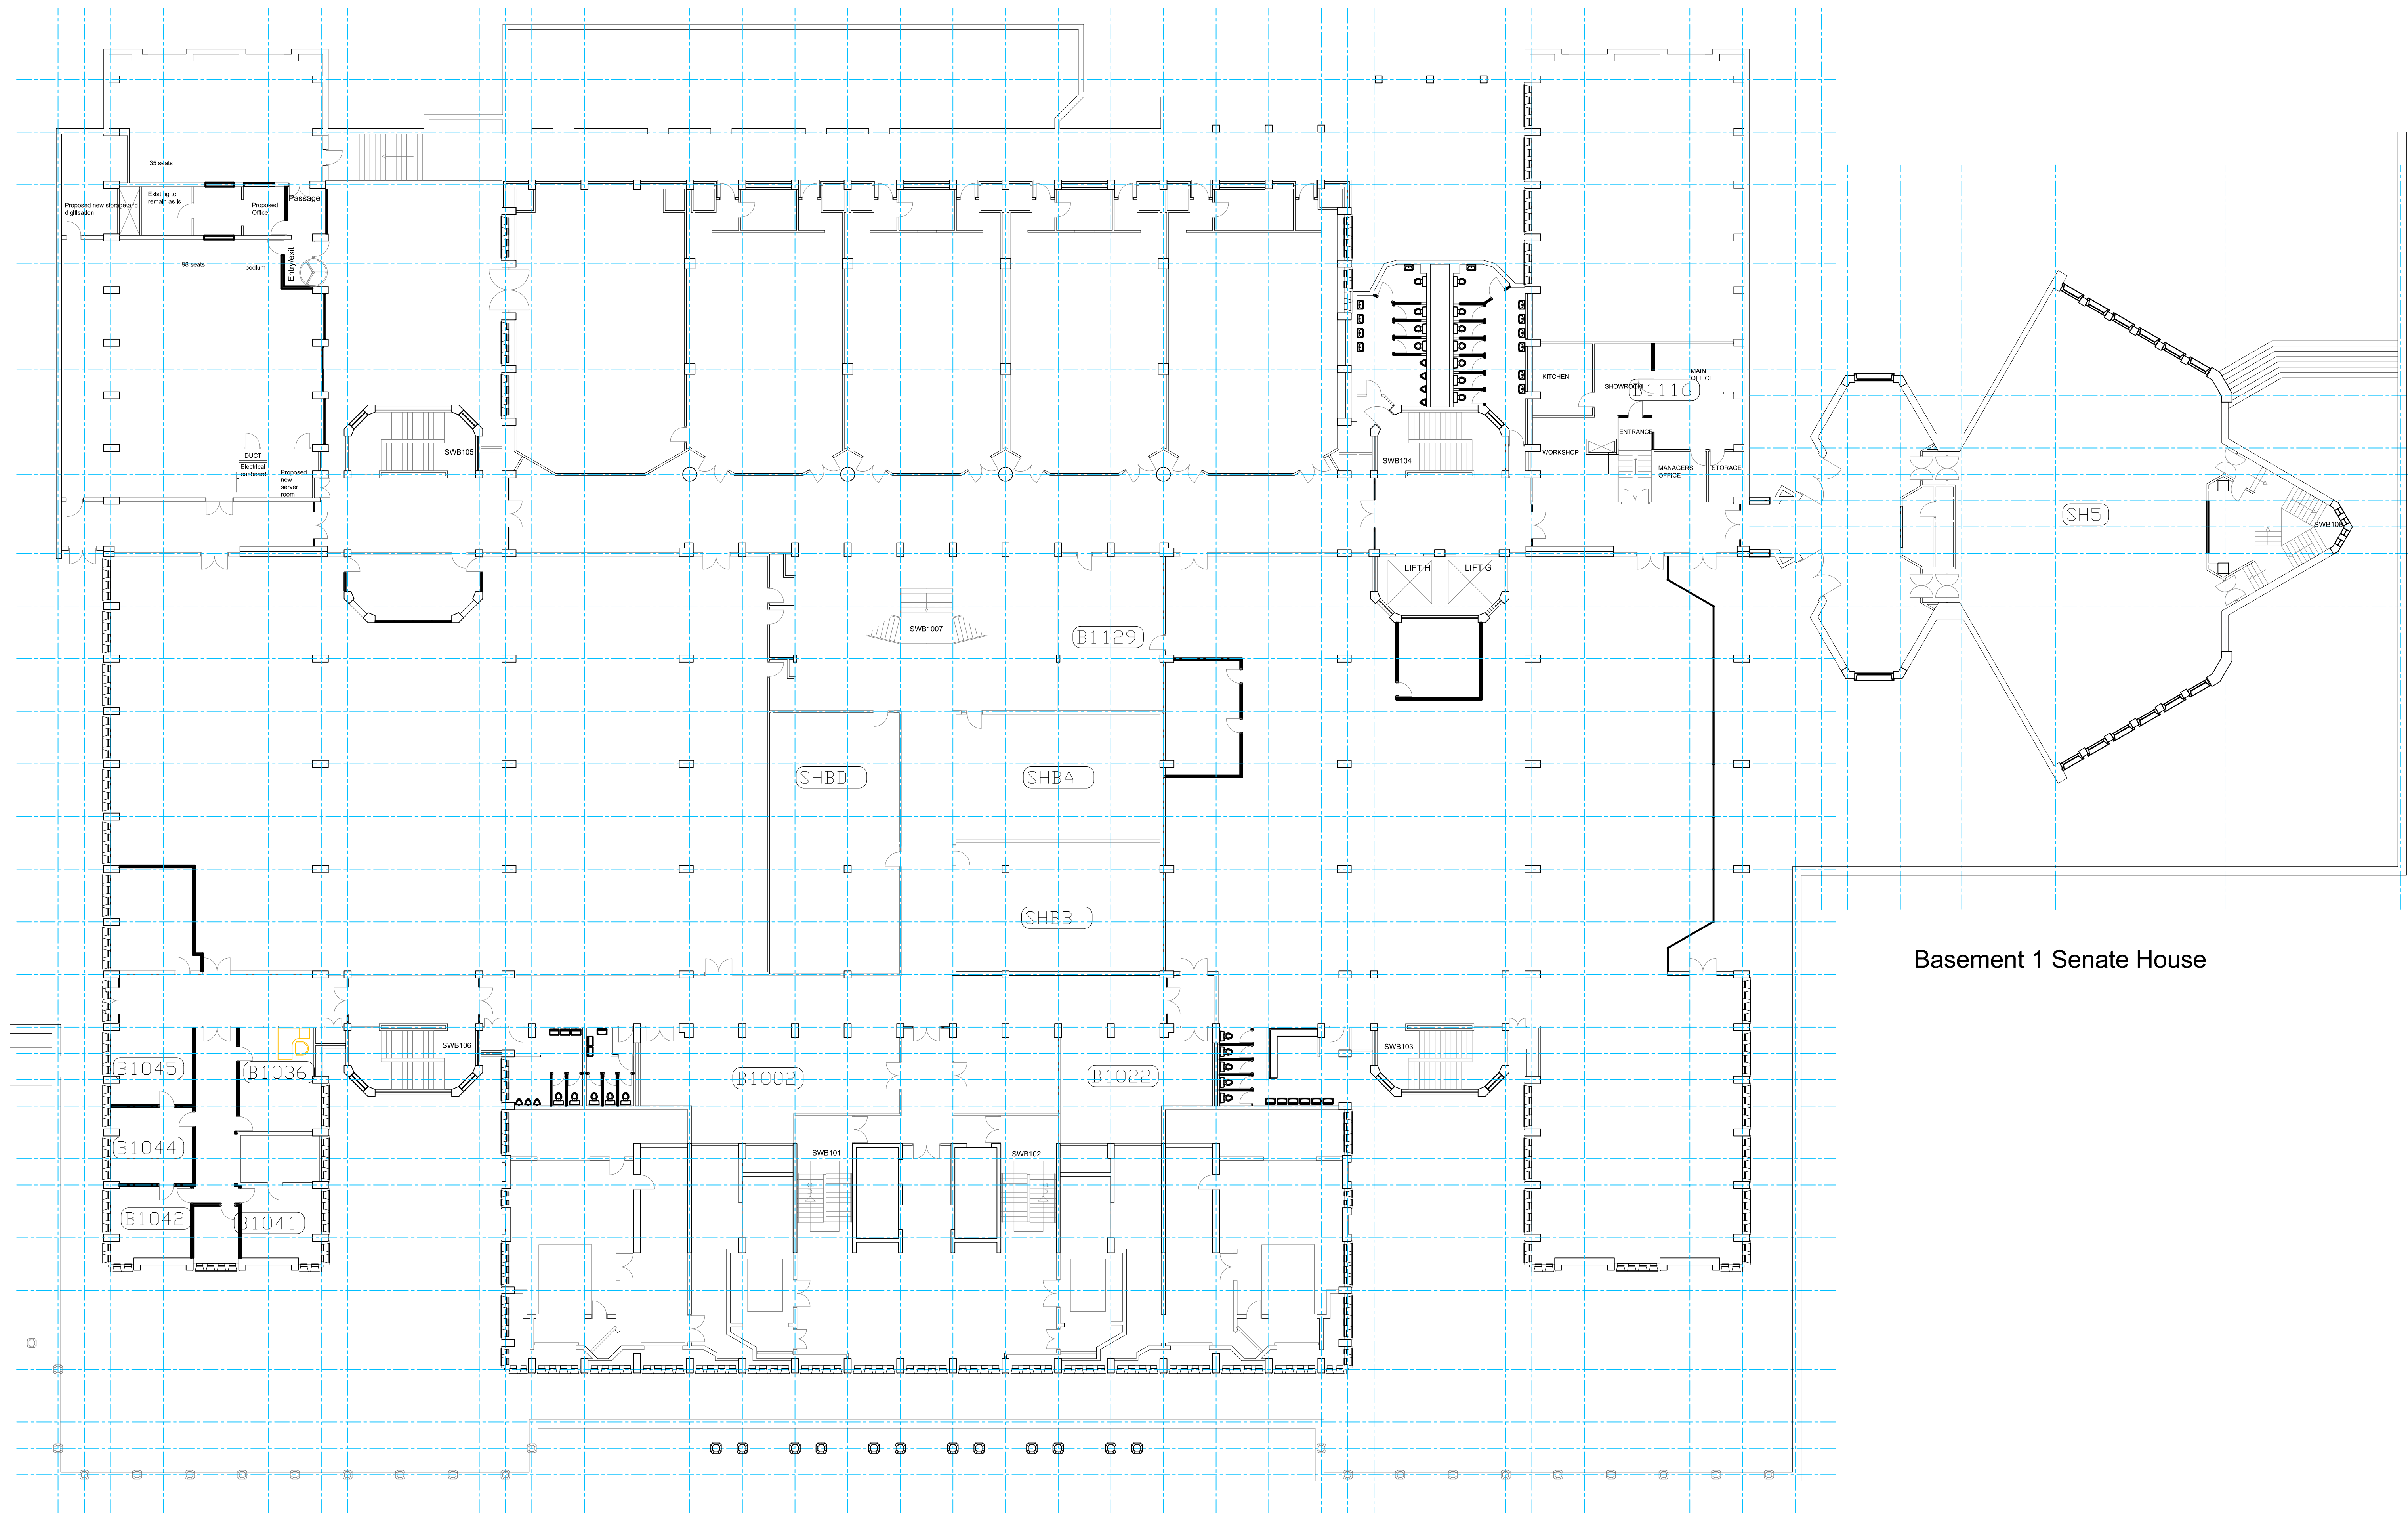 35 seats
Existing to
remain as is
Proposed new storage and
digitisation
Proposed
Office
Passage
Entry/exit
98 seats
podium
DUCT
Electrical
cupboard
Proposed
new
server
room
SWB105
SWB104
KITCHEN
SHOWROOM
MAIN
OFFICE
B1116
ENTRANCE
WORKSHOP
MANAGERS
OFFICE
STORAGE
SH5
SWB108
LIFT H
LIFT G
SWB1007
B1129
SHBD
SHBA
SHBB
Basement 1 Senate House
SWB106
SWB103
B1045
B1036
B1002
B1022
B1044
SWB101
SWB102
B1042
B1041